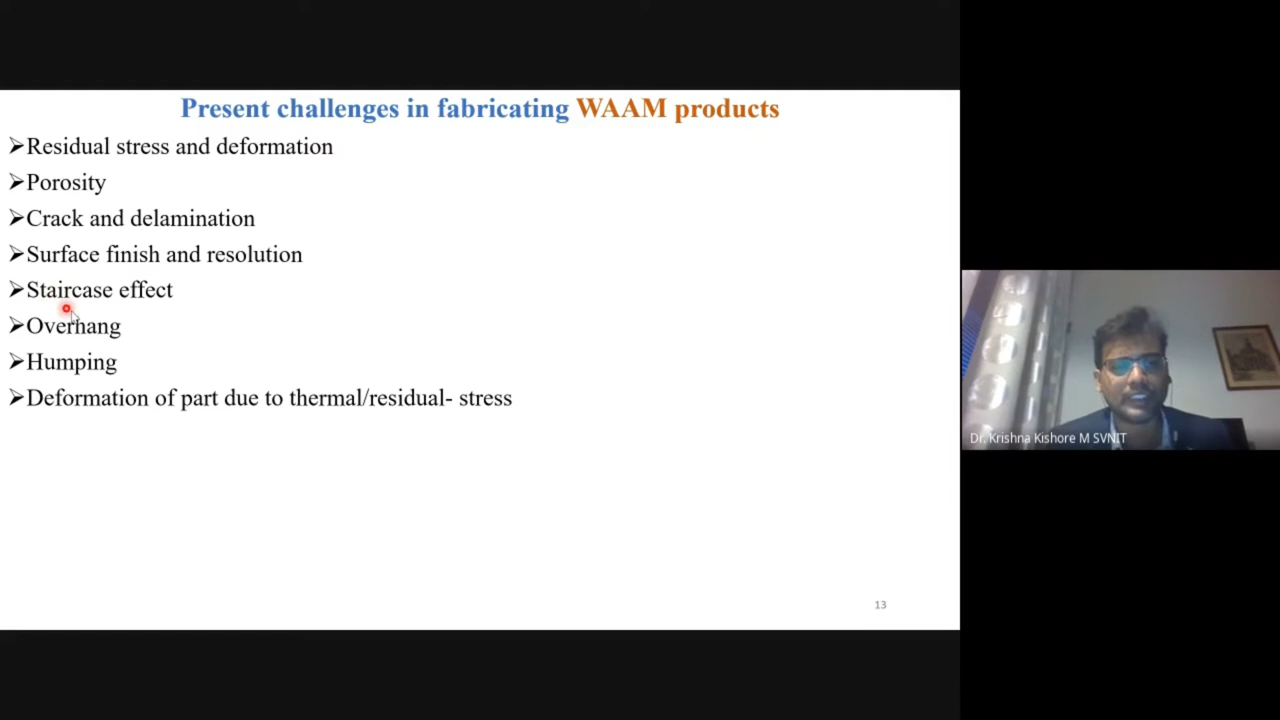 Present challenges in fabricating WAAM products
➢Residual stress and deformation
➢Porosity
➢Crack and delamination
➢Surface finish and resolution
➢Staircase effect
➢Overhang
➢Humping
➢Deformation of part due to thermal/residual- stress
13
Dr. Krishna Kishore M SVNIT